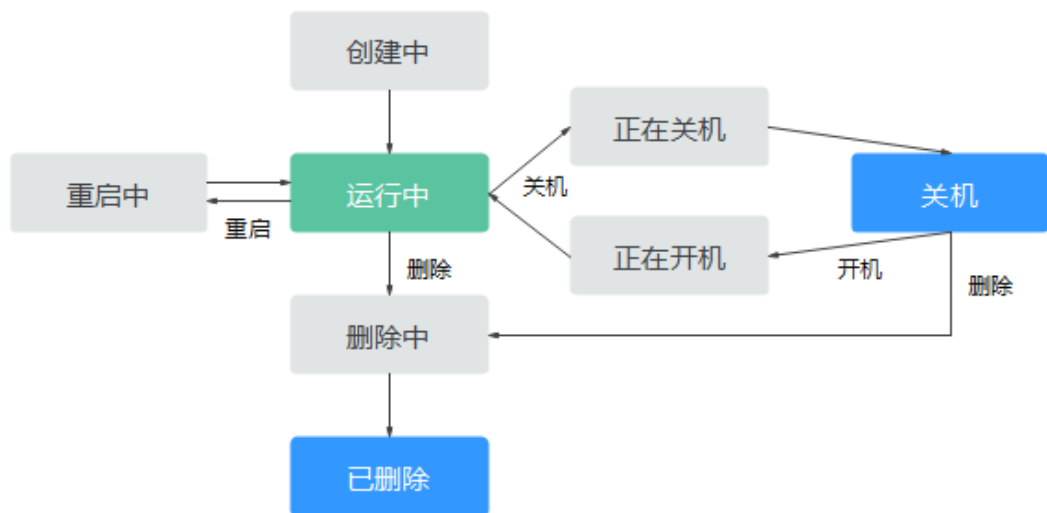 创建中
正在关机
重启中
运行中
关机
关机
重启
正在开机
开机
删除
删除
删除中
已删除